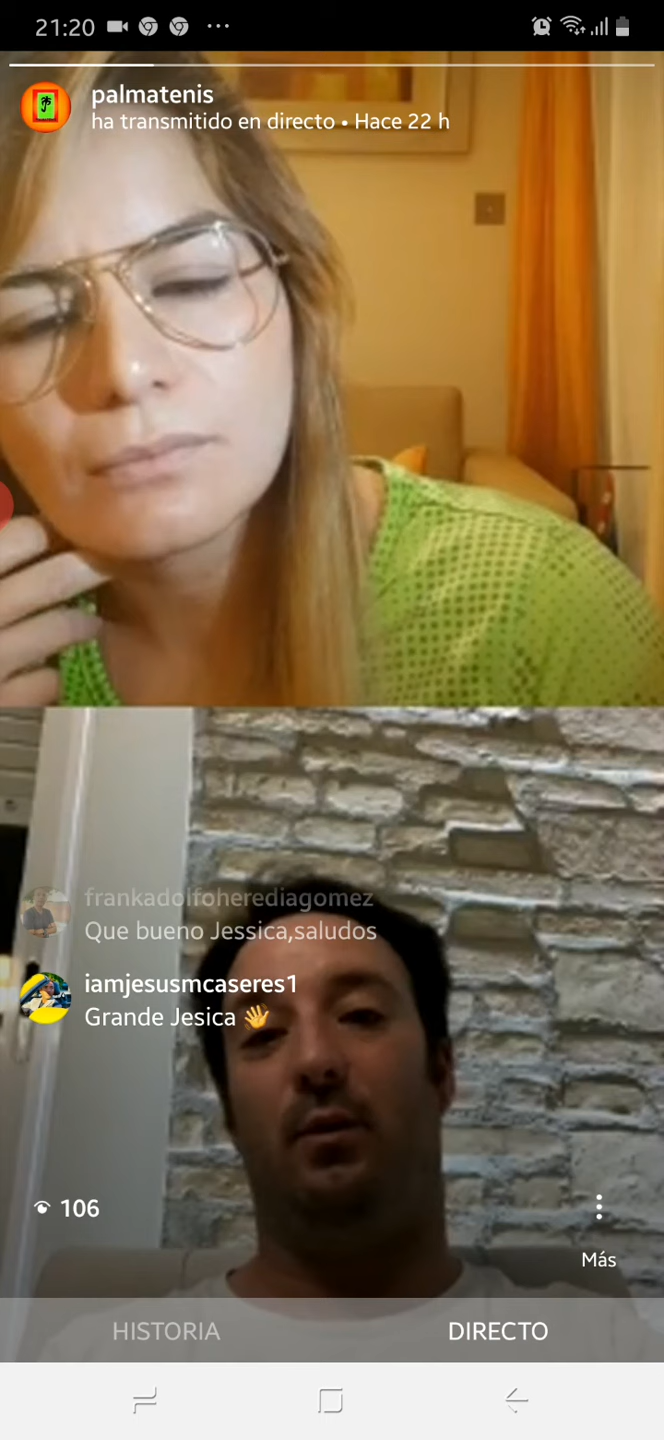 21:20
palmatenis
ha transmitido en directo • Hace 22 h
frankadolfoherediagomez
Que bueno Jessica,saludos
iamjesusmcaseres1
Grande Jesica 👋
106
Más
HISTORIA
DIRECTO